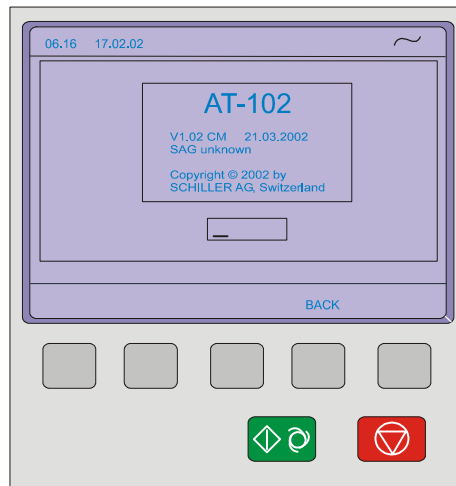 06.16 17.02.02
AT-102
V1.02 CM 21.03.2002
SAG unknown
Copyright © 2002 by
SCHILLER AG, Switzerland
_
BACK